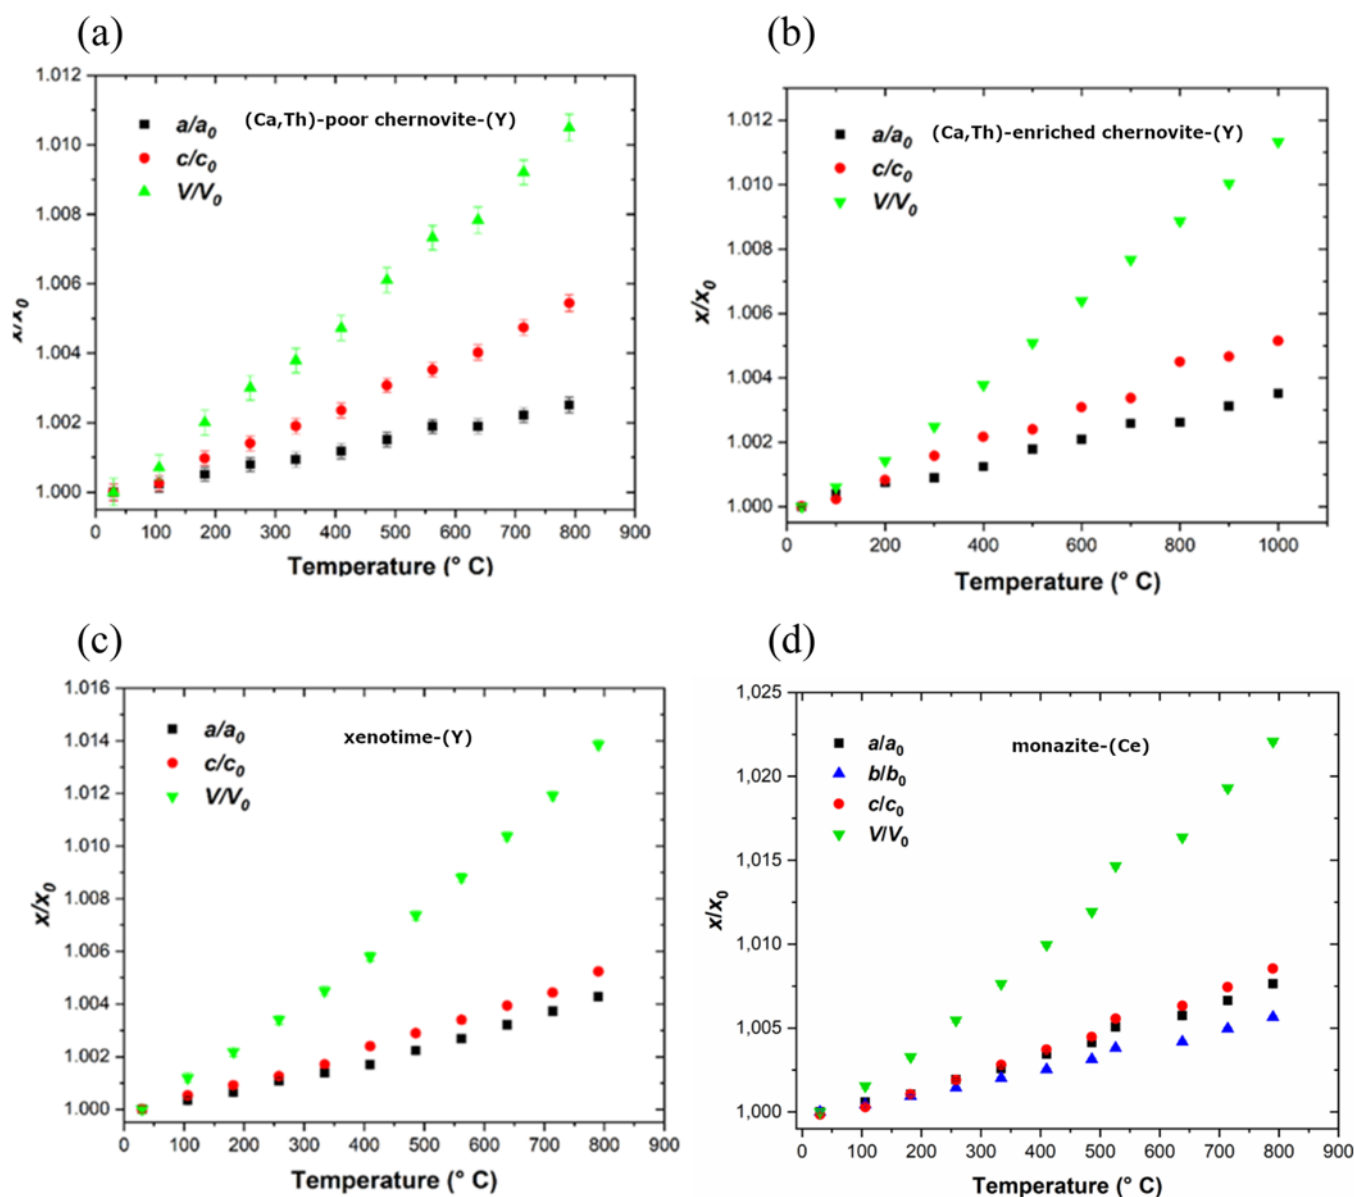 (a)
1.012
1.010
1.008
1.006
1.004
1.002
1.000
x/x0
a/a0
c/c0
V/V0
(Ca,Th)-poor chernovite-(Y)
0 100 200 300 400 500 600 700 800 900
Temperature (° C)
(b)
1.012
1.010
1.008
1.006
1.004
1.002
1.000
x/x0
a/a0
c/c0
V/V0
(Ca,Th)-enriched chernovite-(Y)
0 200 400 600 800 1000
Temperature (° C)
(c)
1.016
1.014
1.012
1.010
1.008
1.006
1.004
1.002
1.000
x/x0
a/a0
c/c0
V/V0
xenotime-(Y)
0 100 200 300 400 500 600 700 800 900
Temperature (° C)
(d)
1,025
1,020
1,015
1,010
1,005
1,000
x/x0
a/a0
b/b0
c/c0
V/V0
monazite-(Ce)
0 100 200 300 400 500 600 700 800 900
Temperature (° C)